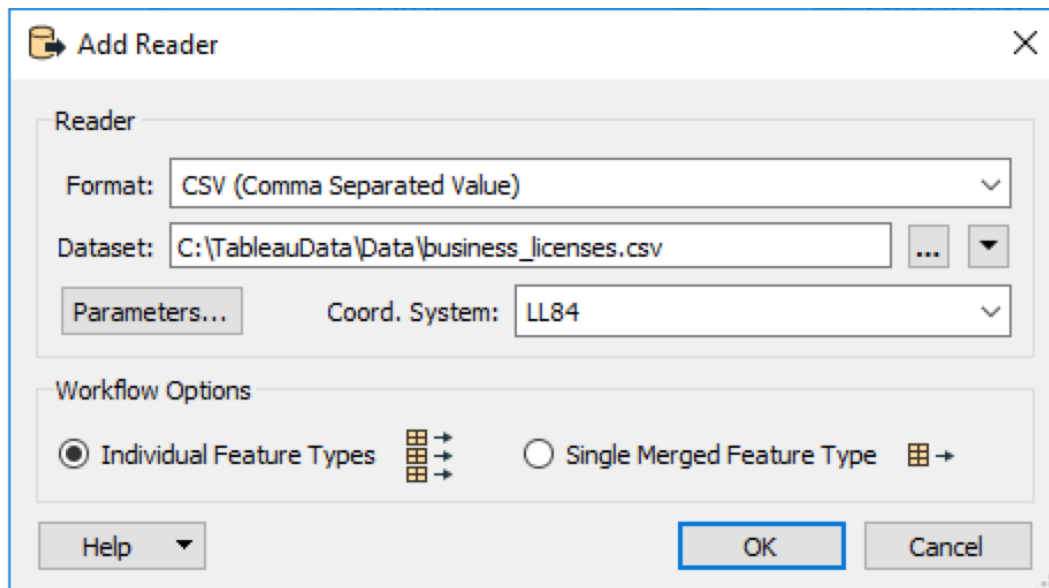 Add Reader
Reader
Format: CSV (Comma Separated Value)
Dataset: C:\TableauData\Data\business_licenses.csv ...
Parameters... Coord. System: LL84
Workflow Options
Individual Feature Types Single Merged Feature Type
Help OK Cancel